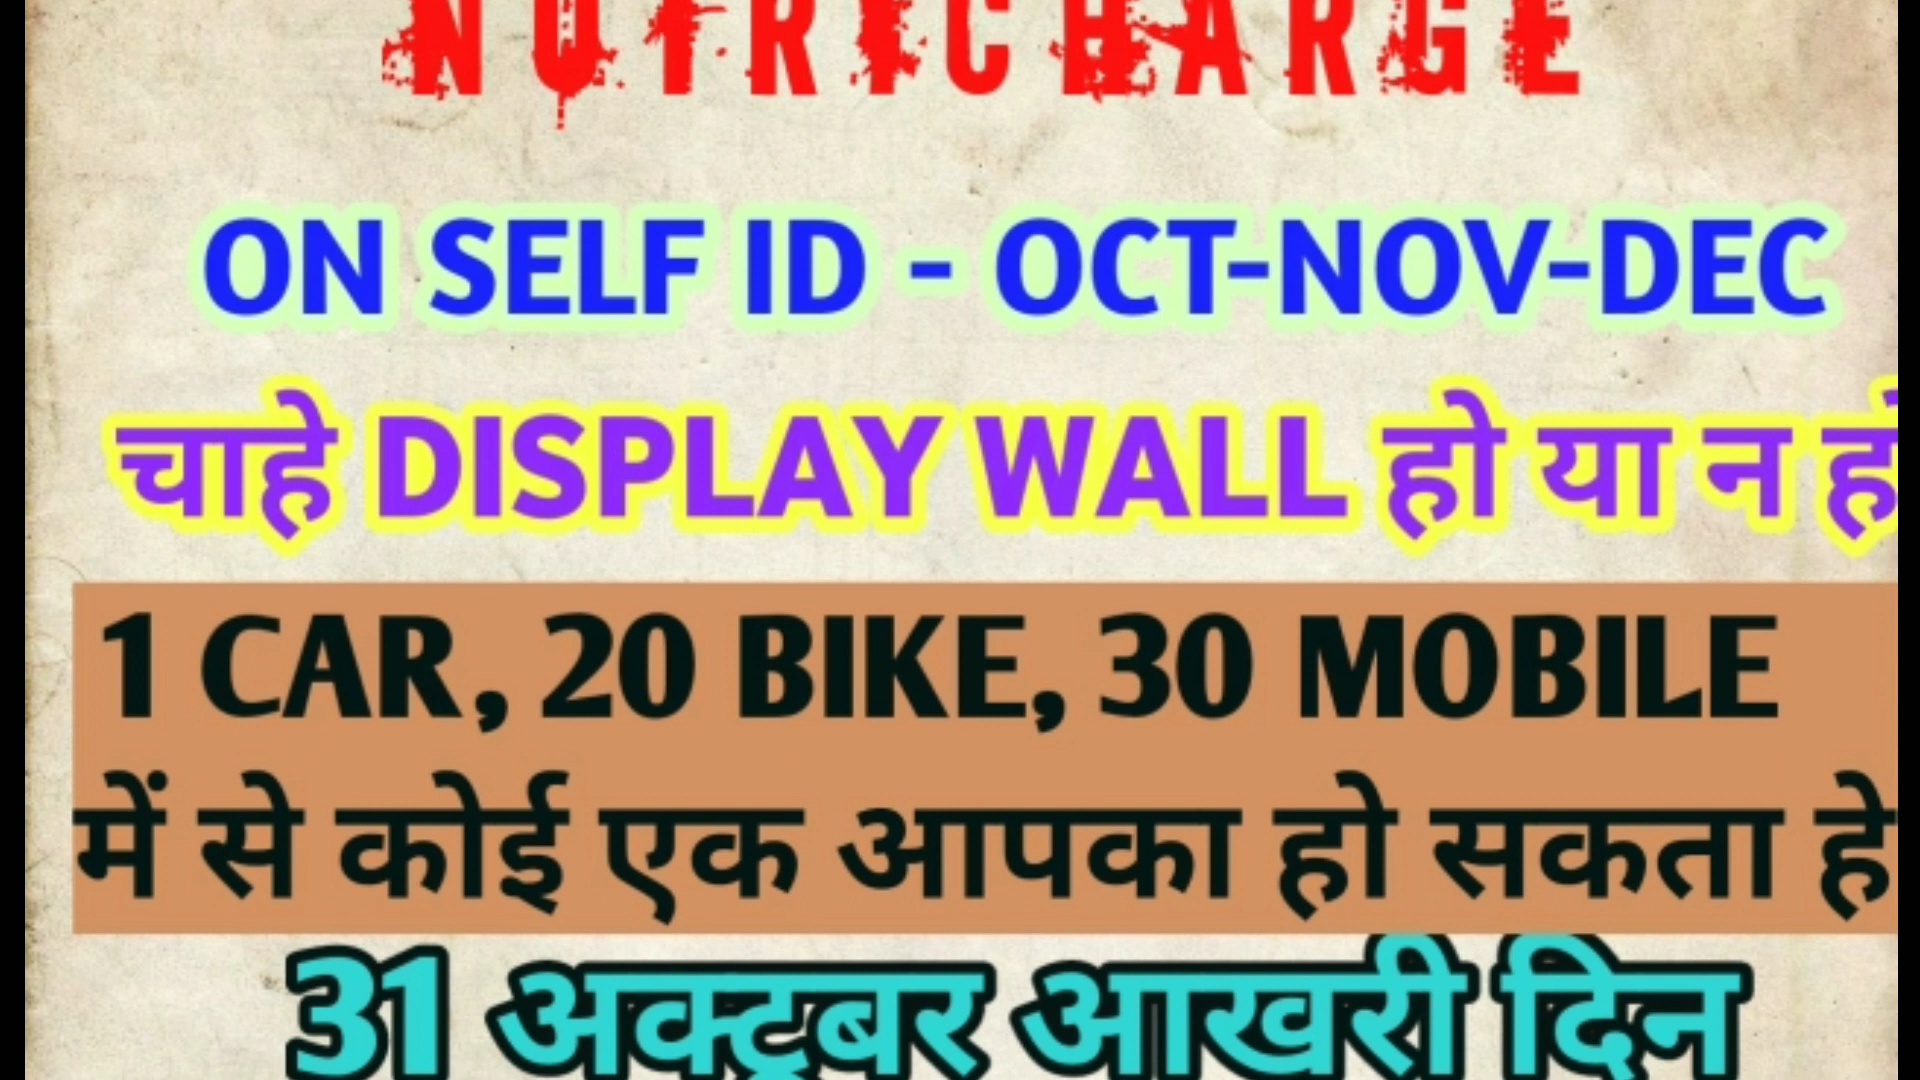 NUTRICHARGE
ON SELF ID - OCT-NOV-DEC
चाहे DISPLAY WALL हो या न हो
1 CAR, 20 BIKE, 30 MOBILE
में से कोई एक आपका हो सकता हे
31 अक्टूबर आखरी दिन